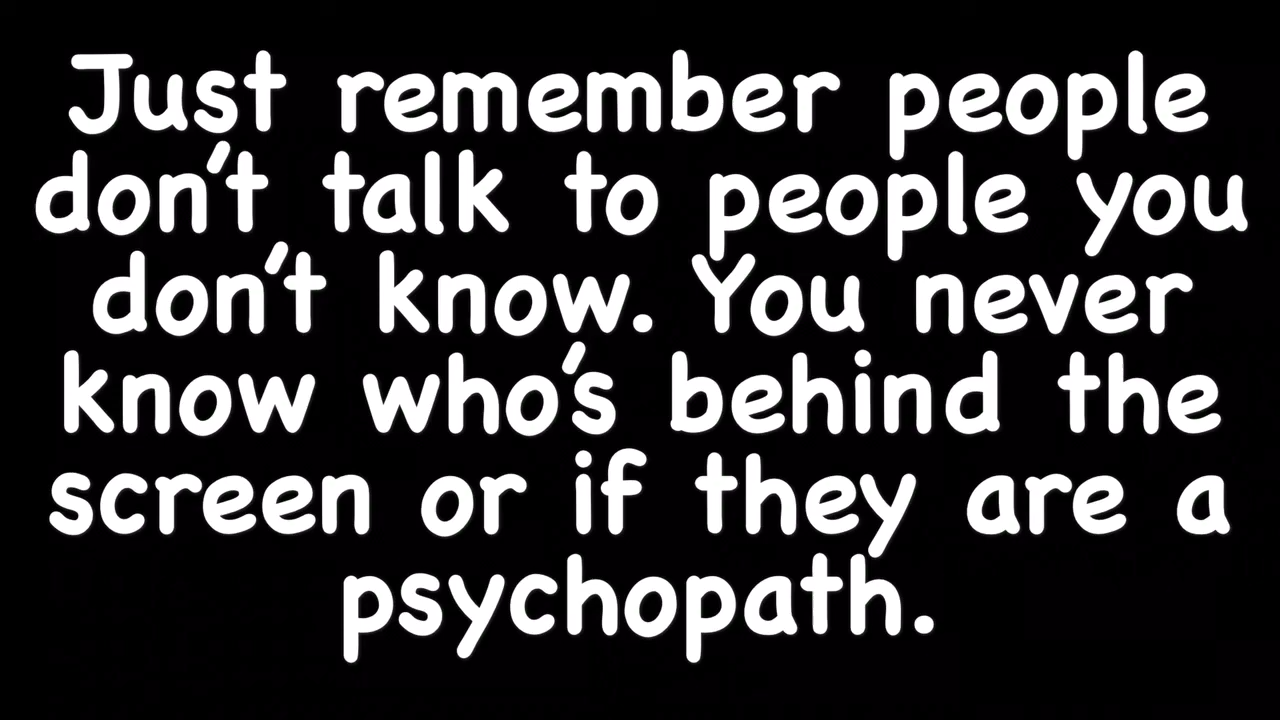 Just remember people
don't talk to people you
don't know. You never
know who's behind the
screen or if they are a
psychopath.